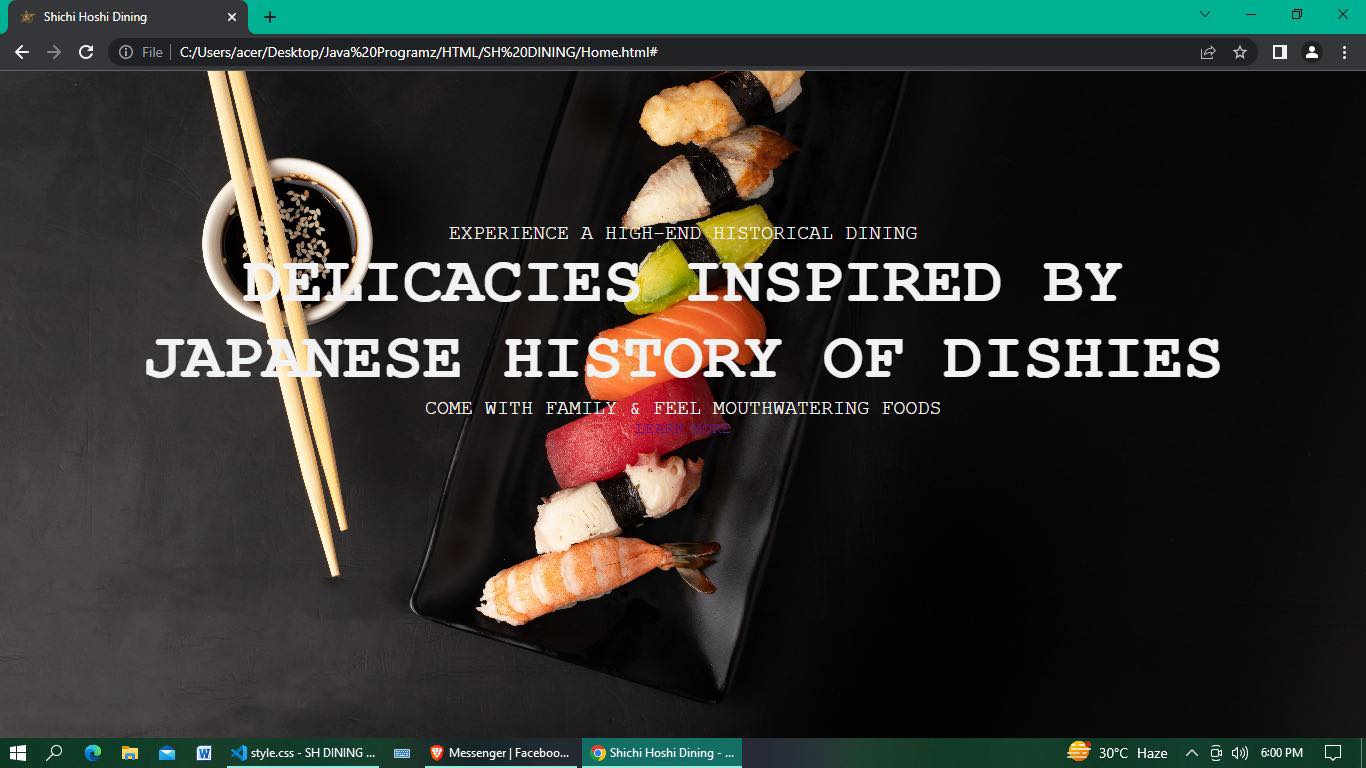 Shichi Hoshi Dining
File
C:/Users/acer/Desktop/Java%20Programz/HTML/SH%20DINING/Home.html#
EXPERIENCE A HIGH-END HISTORICAL DINING
DELICACIES INSPIRED BY
JAPANESE HISTORY OF DISHIES
COME WITH FAMILY & FEEL MOUTHWATERING FOODS
LEARN MORE
style.css - SH DINING ...
Messenger | Faceboo...
Shichi Hoshi Dining - ...
30°C Haze
6:00 PM